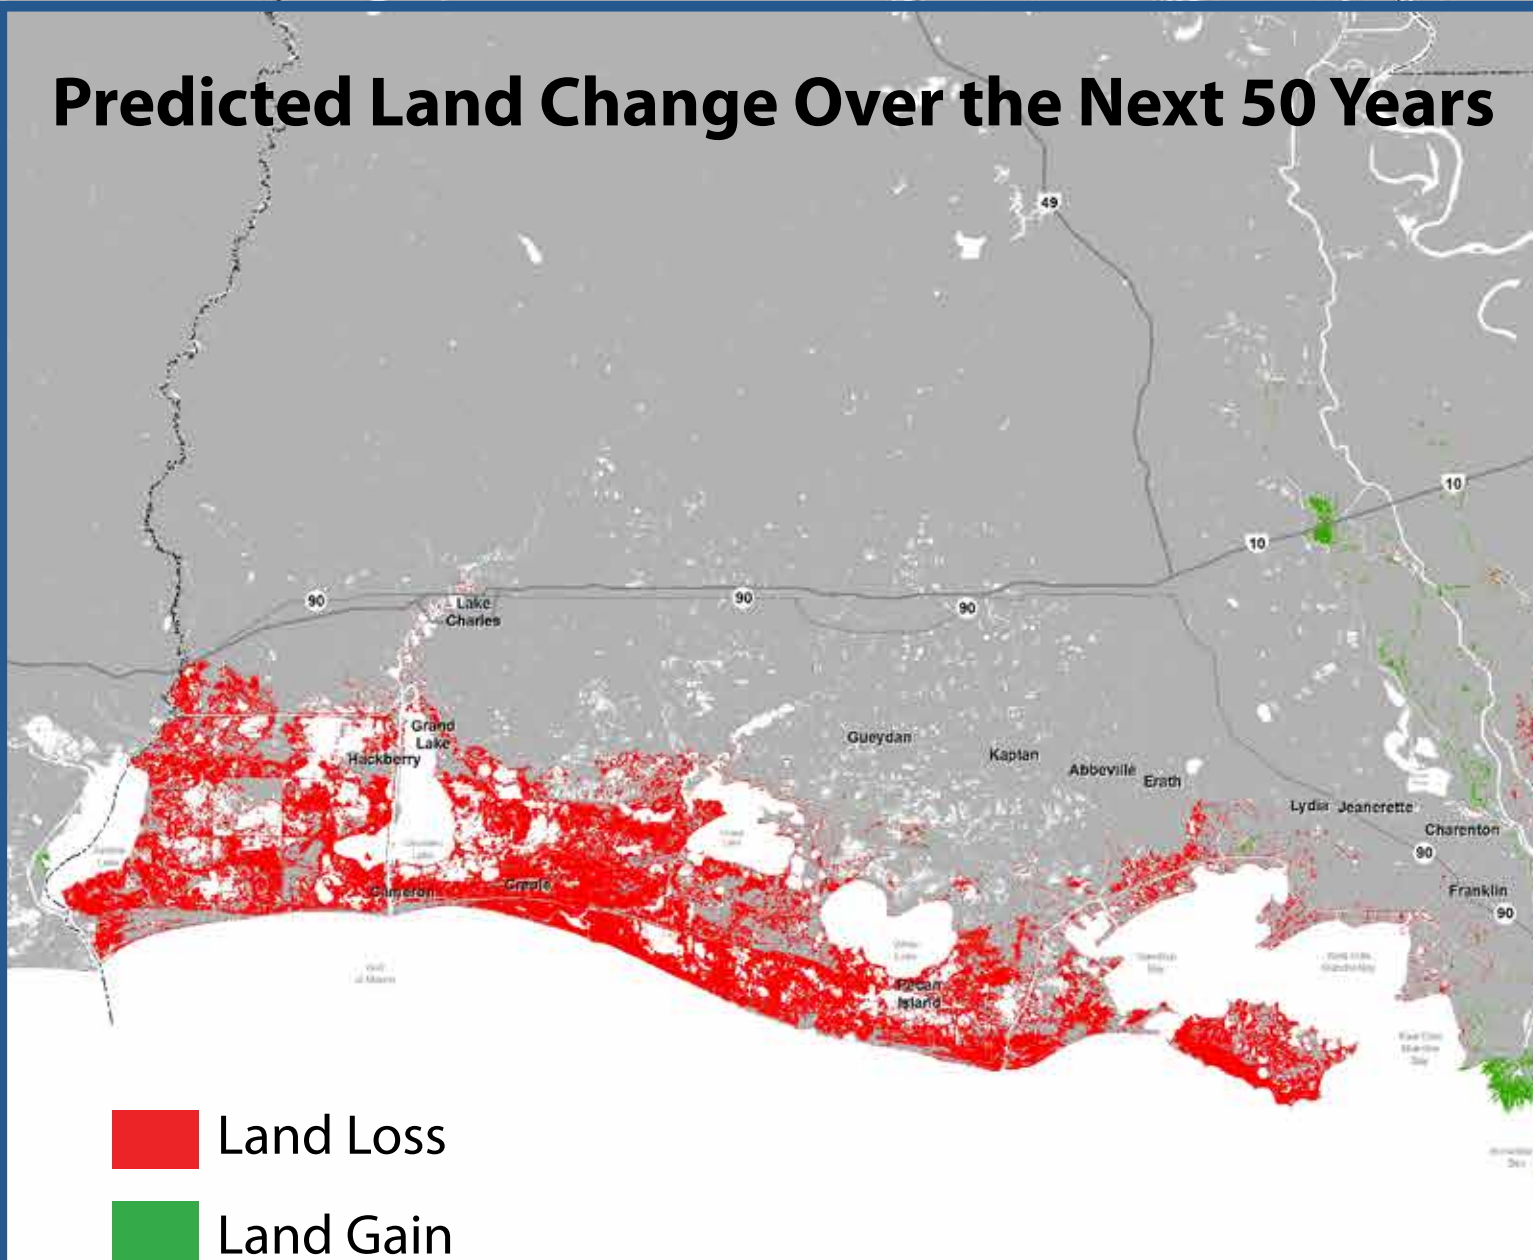 Predicted Land Change Over the Next 50 Years
49
10
10
90
90
90
Lake
Charles
Grand
Lake
Hackberry
Gueydan
Kaplan
Abbeville
Erath
Lydia
Jeanerette
Charenton
90
Franklin
90
Cameron
Creole
Pecan
Island
Land Loss
Land Gain